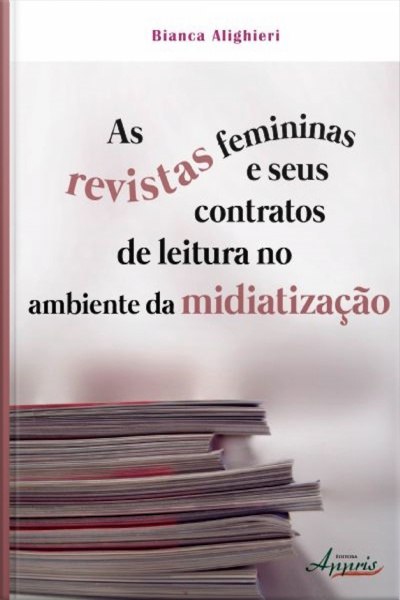 Bianca Alighieri
As revistas femininas
e seus
contratos
de leitura no
ambiente da midiatização
EDITORA
Appris